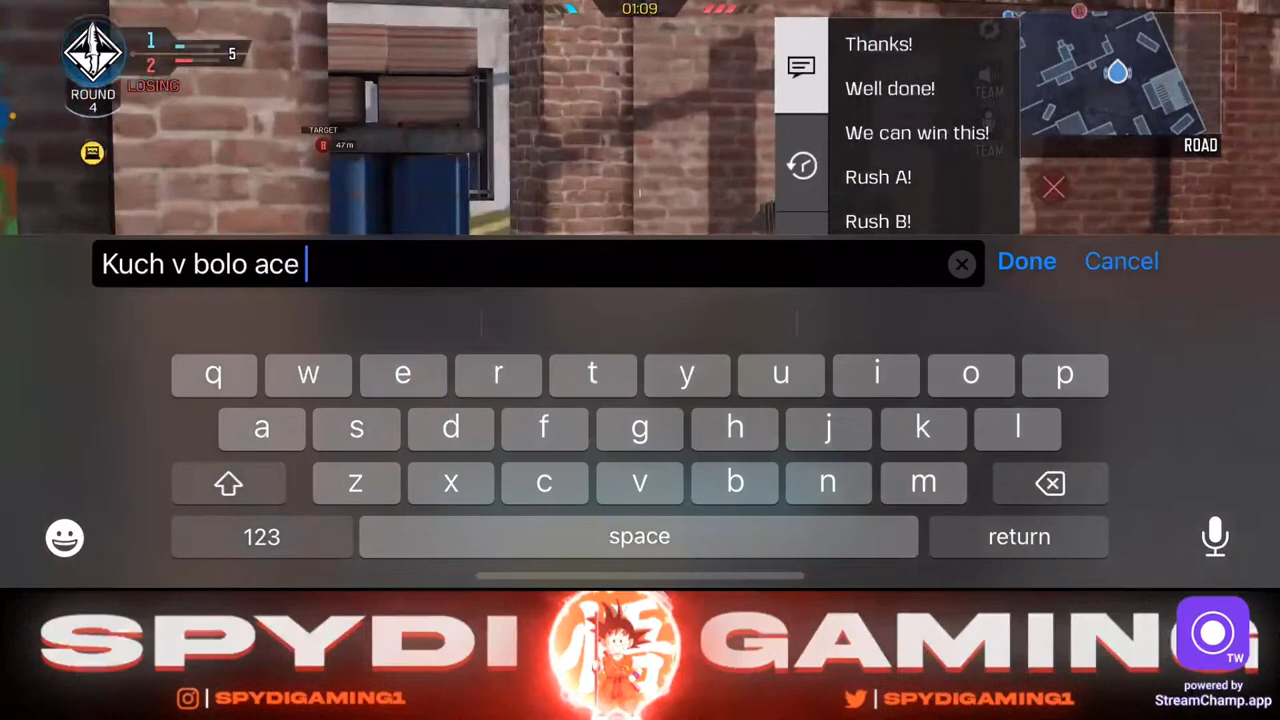 01:09
1
2
5
LOSING
ROUND
4
TARGET
B 47m
Thanks!
Well done!
We can win this!
Rush A!
Rush B!
TEAM
TEAM
ROAD
Kuch v bolo ace
Done
Cancel
q w e r t y u i o p
a s d f g h j k l
z x c v b n m
123
space
return
SPYDI GAMING
悟
| SPYDIGAMING1
| SPYDIGAMING1
TW
powered by
StreamChamp.app